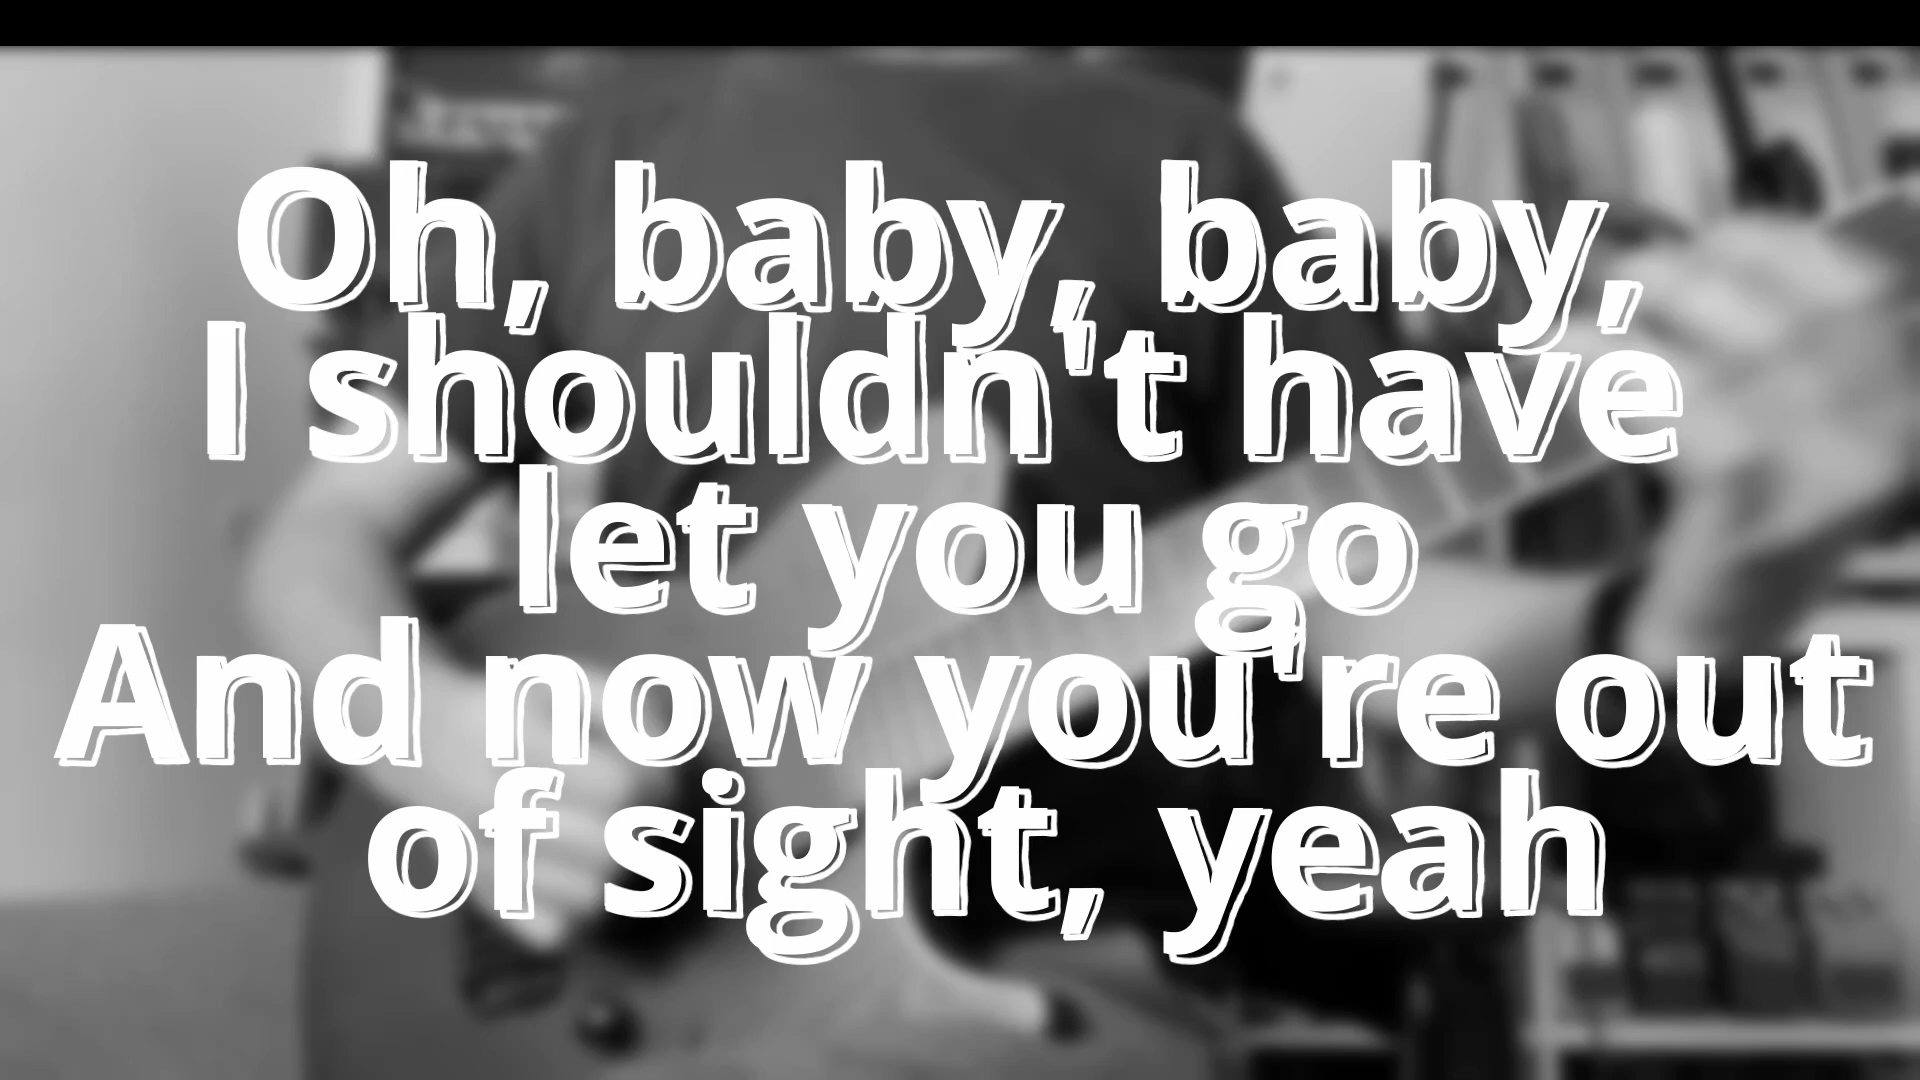 Oh, baby, baby,
I shouldn't have
let you go
And now you're out
of sight, yeah